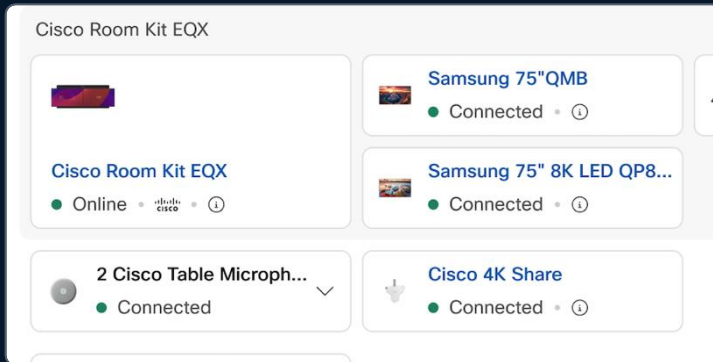 Cisco Room Kit EQX
Cisco Room Kit EQX
Online
cisco
Samsung 75"QMB
Connected
Samsung 75" 8K LED QP8...
Connected
2 Cisco Table Microph...
Connected
Cisco 4K Share
Connected